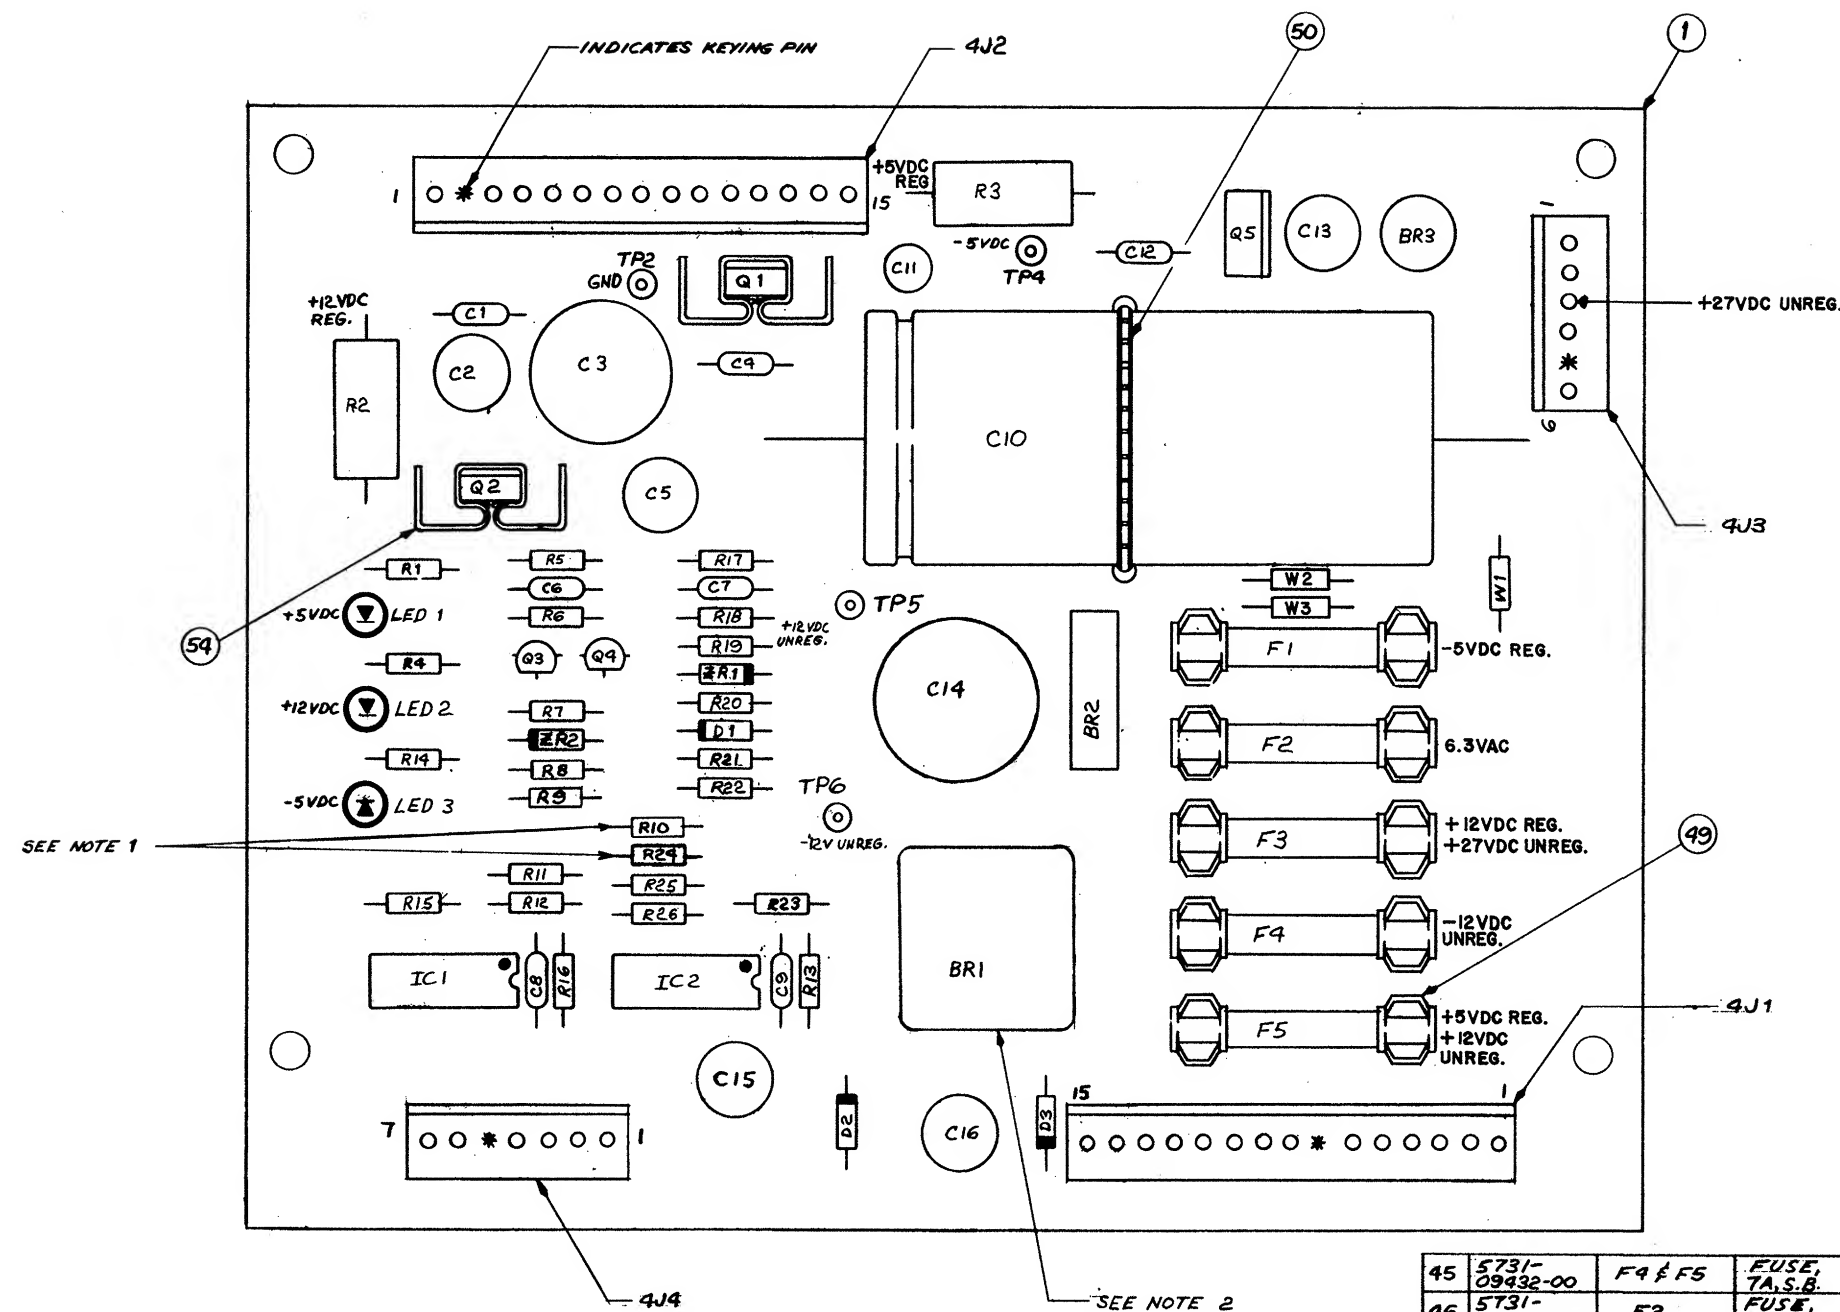 INDICATES KEYING PIN
4J2
50
1
+5VDC
REG
1
15
R3
-5VDC
TP4
C11
C12
Q5
C13
BR3
1
+27VDC UNREG.
6
4J3
TP2
GND
Q1
+12VDC
REG.
C1
C2
C3
C4
R2
Q2
C5
C10
54
R1
R5
R17
C6
C7
+5VDC
LED 1
R6
R18
+12VDC
UNREG.
TP5
R19
R4
Q3
Q4
ZR1
R20
+12VDC
LED 2
R7
ZR2
D1
R14
R8
R21
R9
R22
-5VDC
LED 3
C14
BR2
W2
W3
W1
F1
-5VDC REG.
F2
6.3VAC
F3
+12VDC REG.
+27VDC UNREG.
49
F4
-12VDC
UNREG.
F5
+5VDC REG.
+12VDC
UNREG.
TP6
-12V UNREG.
SEE NOTE 1
R10
R24
R11
R25
R15
R12
R26
R23
IC1
C8
R16
IC2
C9
R13
BR1
4J1
C15
D2
C16
D3
15
1
7
1
4J4
SEE NOTE 2
45
5731-
09432-00
F4 & F5
FUSE,
7A, S.B.
46
5731-
FUSE,